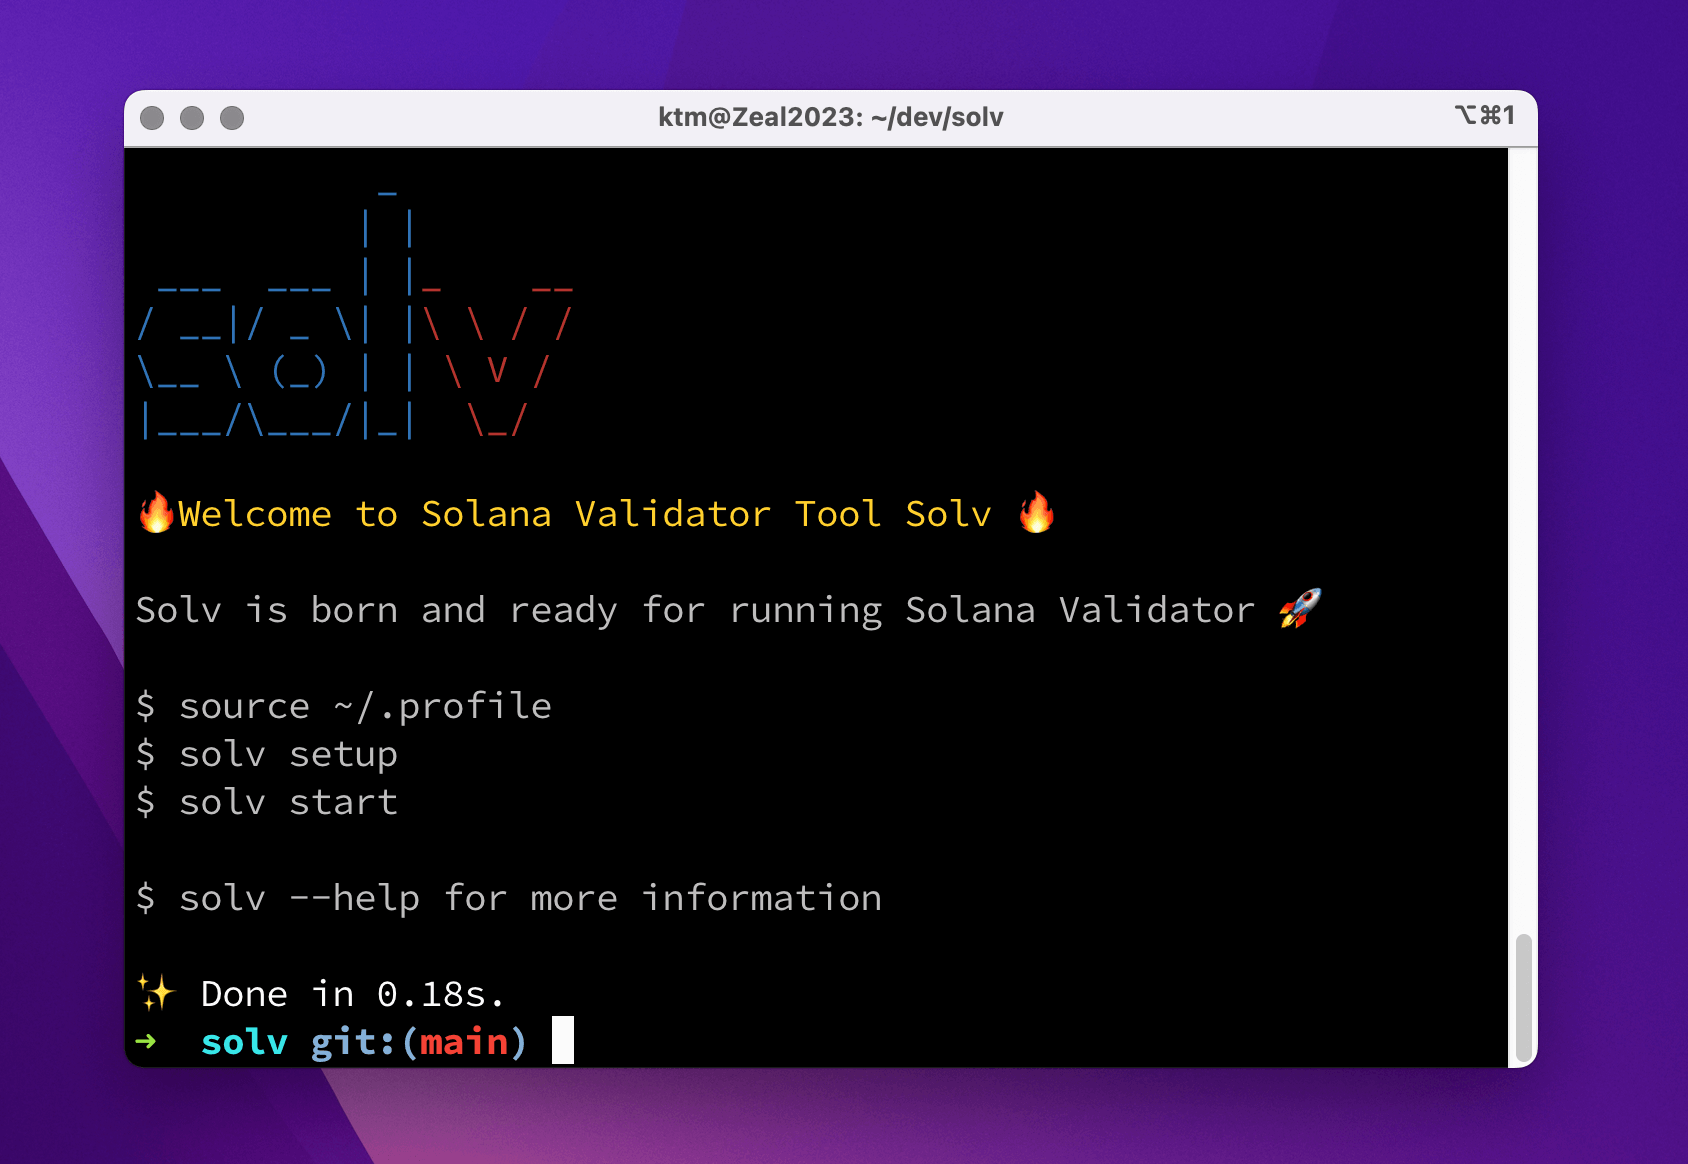 ktm@Zeal2023: ~/dev/solv
⌥⌘1
                _
          | |
 ___  ___ | |_    __
/ __|/ _ \| |\ \ / /
\__ \ (_) | | \ V /
|___/\___/|_|  \_/
🔥Welcome to Solana Validator Tool Solv 🔥
Solv is born and ready for running Solana Validator 🚀
$ source ~/.profile
$ solv setup
$ solv start
$ solv --help for more information
✨ Done in 0.18s.
➜  solv git:(main)